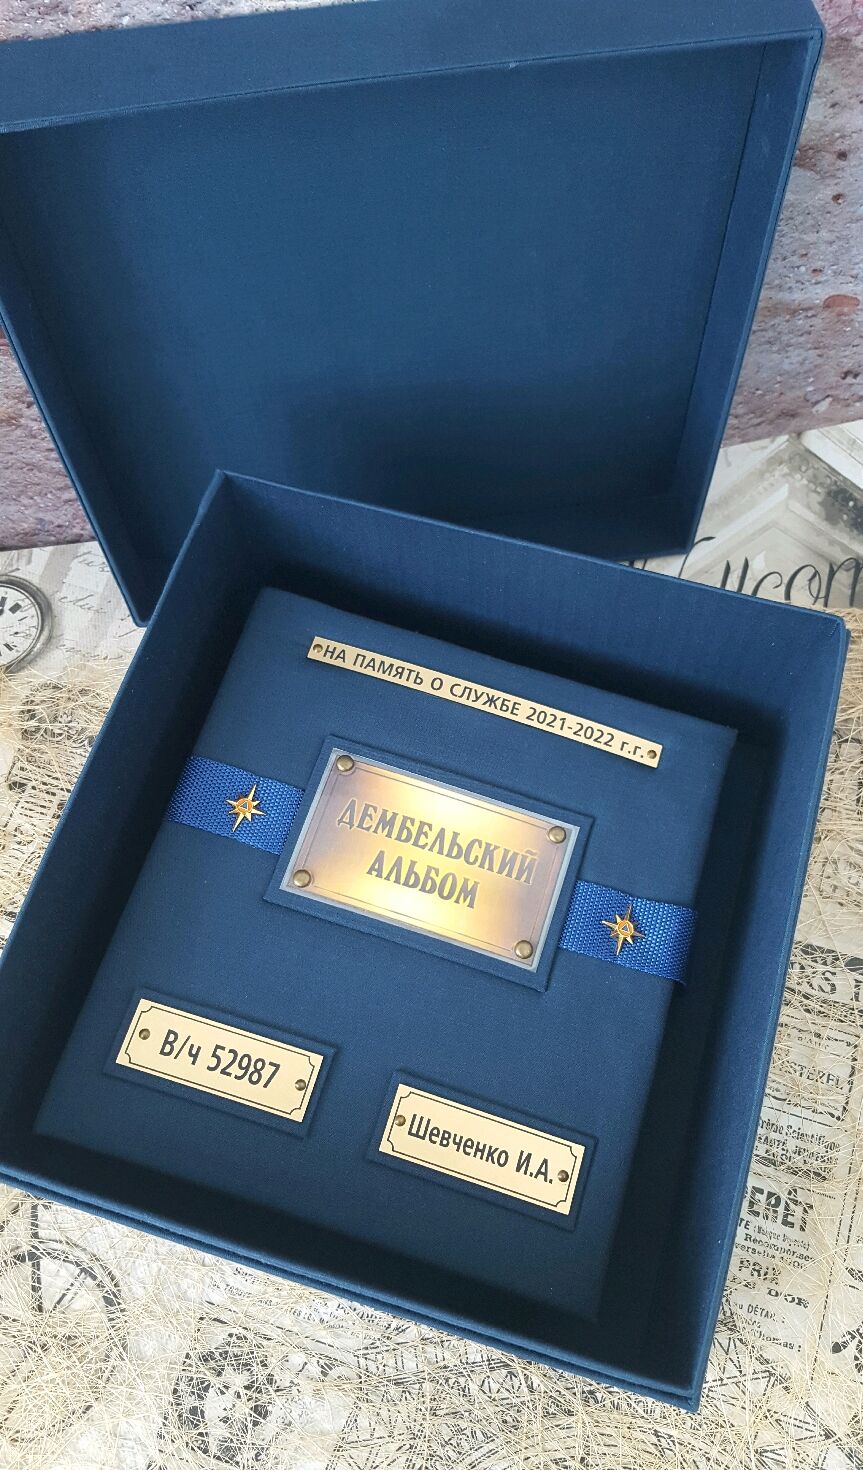 НА ПАМЯТЬ О СЛУЖБЕ 2021-2022 г.г.
ДЕМБЕЛЬСКИЙ
АЛЬБОМ
В/ч 52987
Шевченко И.А.